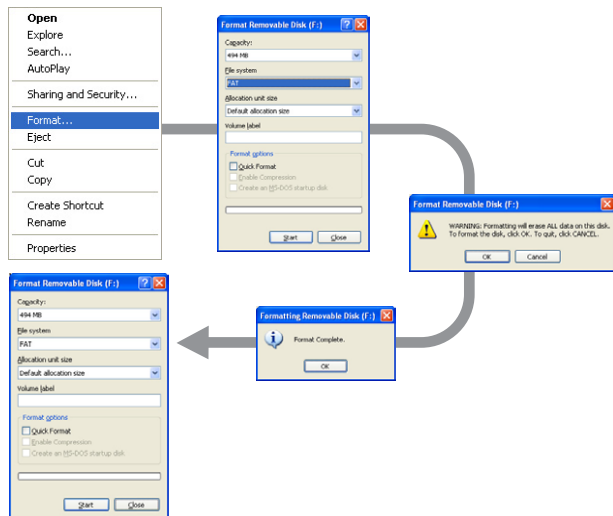 Open
Explore
Search...
AutoPlay
Sharing and Security...
Format...
Eject
Cut
Copy
Create Shortcut
Rename
Properties
Format Removable Disk (F:)
Capacity:
494 MB
File system
FAT
Allocation unit size
Default allocation size
Volume label
Format options
Quick Format
Enable Compression
Create an MS-DOS startup disk
Start Close
Format Removable Disk (F:)
WARNING: Formatting will erase ALL data on this disk.
To format the disk, click OK. To quit, click CANCEL.
OK Cancel
Formatting Removable Disk (F:)
Format Complete.
OK
Format Removable Disk (F:)
Capacity:
494 MB
File system
FAT
Allocation unit size
Default allocation size
Volume label
Format options
Quick Format
Enable Compression
Create an MS-DOS startup disk
Start Close